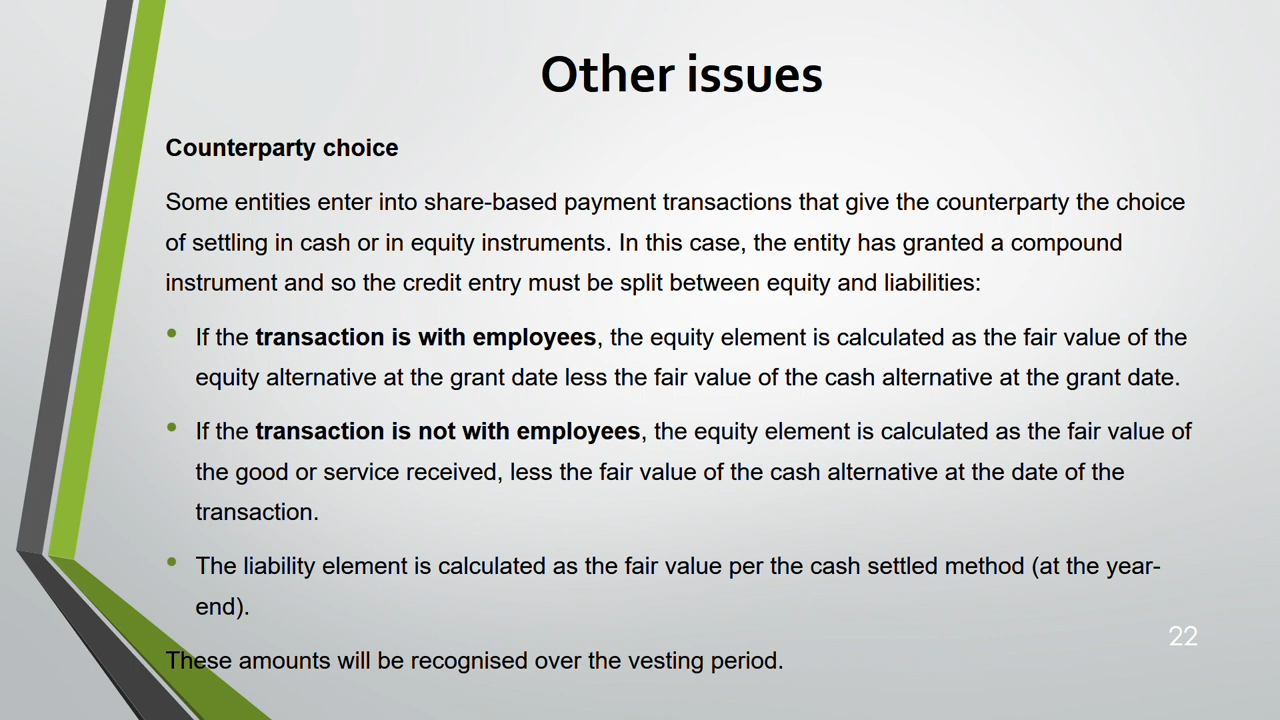 Other issues
Counterparty choice
Some entities enter into share-based payment transactions that give the counterparty the choice
of settling in cash or in equity instruments. In this case, the entity has granted a compound
instrument and so the credit entry must be split between equity and liabilities:
• If the transaction is with employees, the equity element is calculated as the fair value of the
equity alternative at the grant date less the fair value of the cash alternative at the grant date.
• If the transaction is not with employees, the equity element is calculated as the fair value of
the good or service received, less the fair value of the cash alternative at the date of the
transaction.
• The liability element is calculated as the fair value per the cash settled method (at the year-
end).
22
These amounts will be recognised over the vesting period.